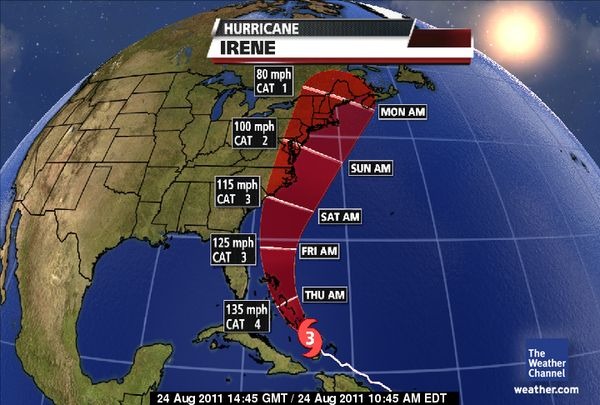 HURRICANE
IRENE
80 mph
CAT 1
MON AM
100 mph
CAT 2
SUN AM
115 mph
CAT 3
SAT AM
125 mph
CAT 3
FRI AM
THU AM
135 mph
CAT 4
3
The
Weather
Channel
weather.com
24 Aug 2011 14:45 GMT / 24 Aug 2011 10:45 AM EDT